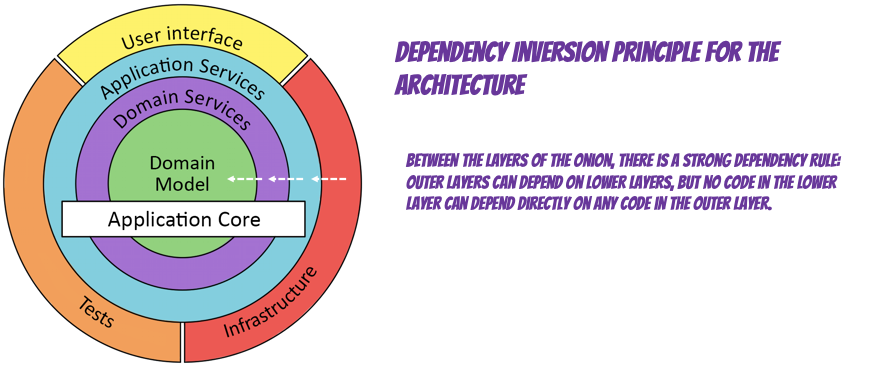 User interface
Application Services
Domain Services
Domain
Model
Application Core
Tests
Infrastructure
DEPENDENCY INVERSION PRINCIPLE FOR THE
ARCHITECTURE
BETWEEN THE LAYERS OF THE ONION, THERE IS A STRONG DEPENDENCY RULE:
OUTER LAYERS CAN DEPEND ON LOWER LAYERS, BUT NO CODE IN THE LOWER
LAYER CAN DEPEND DIRECTLY ON ANY CODE IN THE OUTER LAYER.